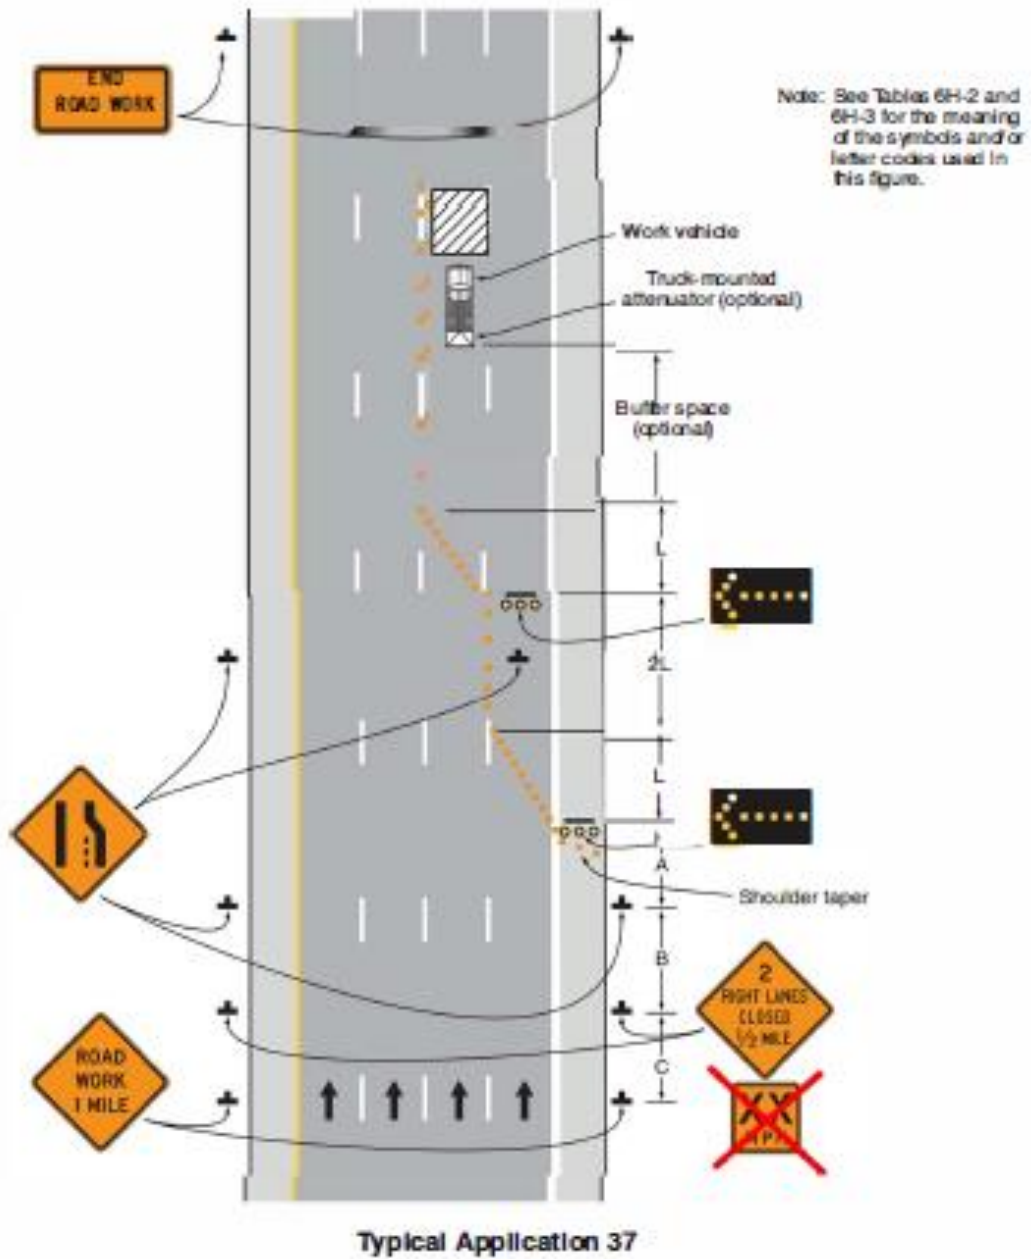 END
ROAD WORK
Note: See Tables 6H-2 and
6H-3 for the meaning
of the symbols and/or
letter codes used in
this figure.
Work vehicle
Truck-mounted
attenuator (optional)
Buffer space
(optional)
L
2L
L
A
Shoulder taper
B
2
RIGHT LANES
CLOSED
1/2 MILE
C
ROAD
WORK
1 MILE
XX
Typical Application 37